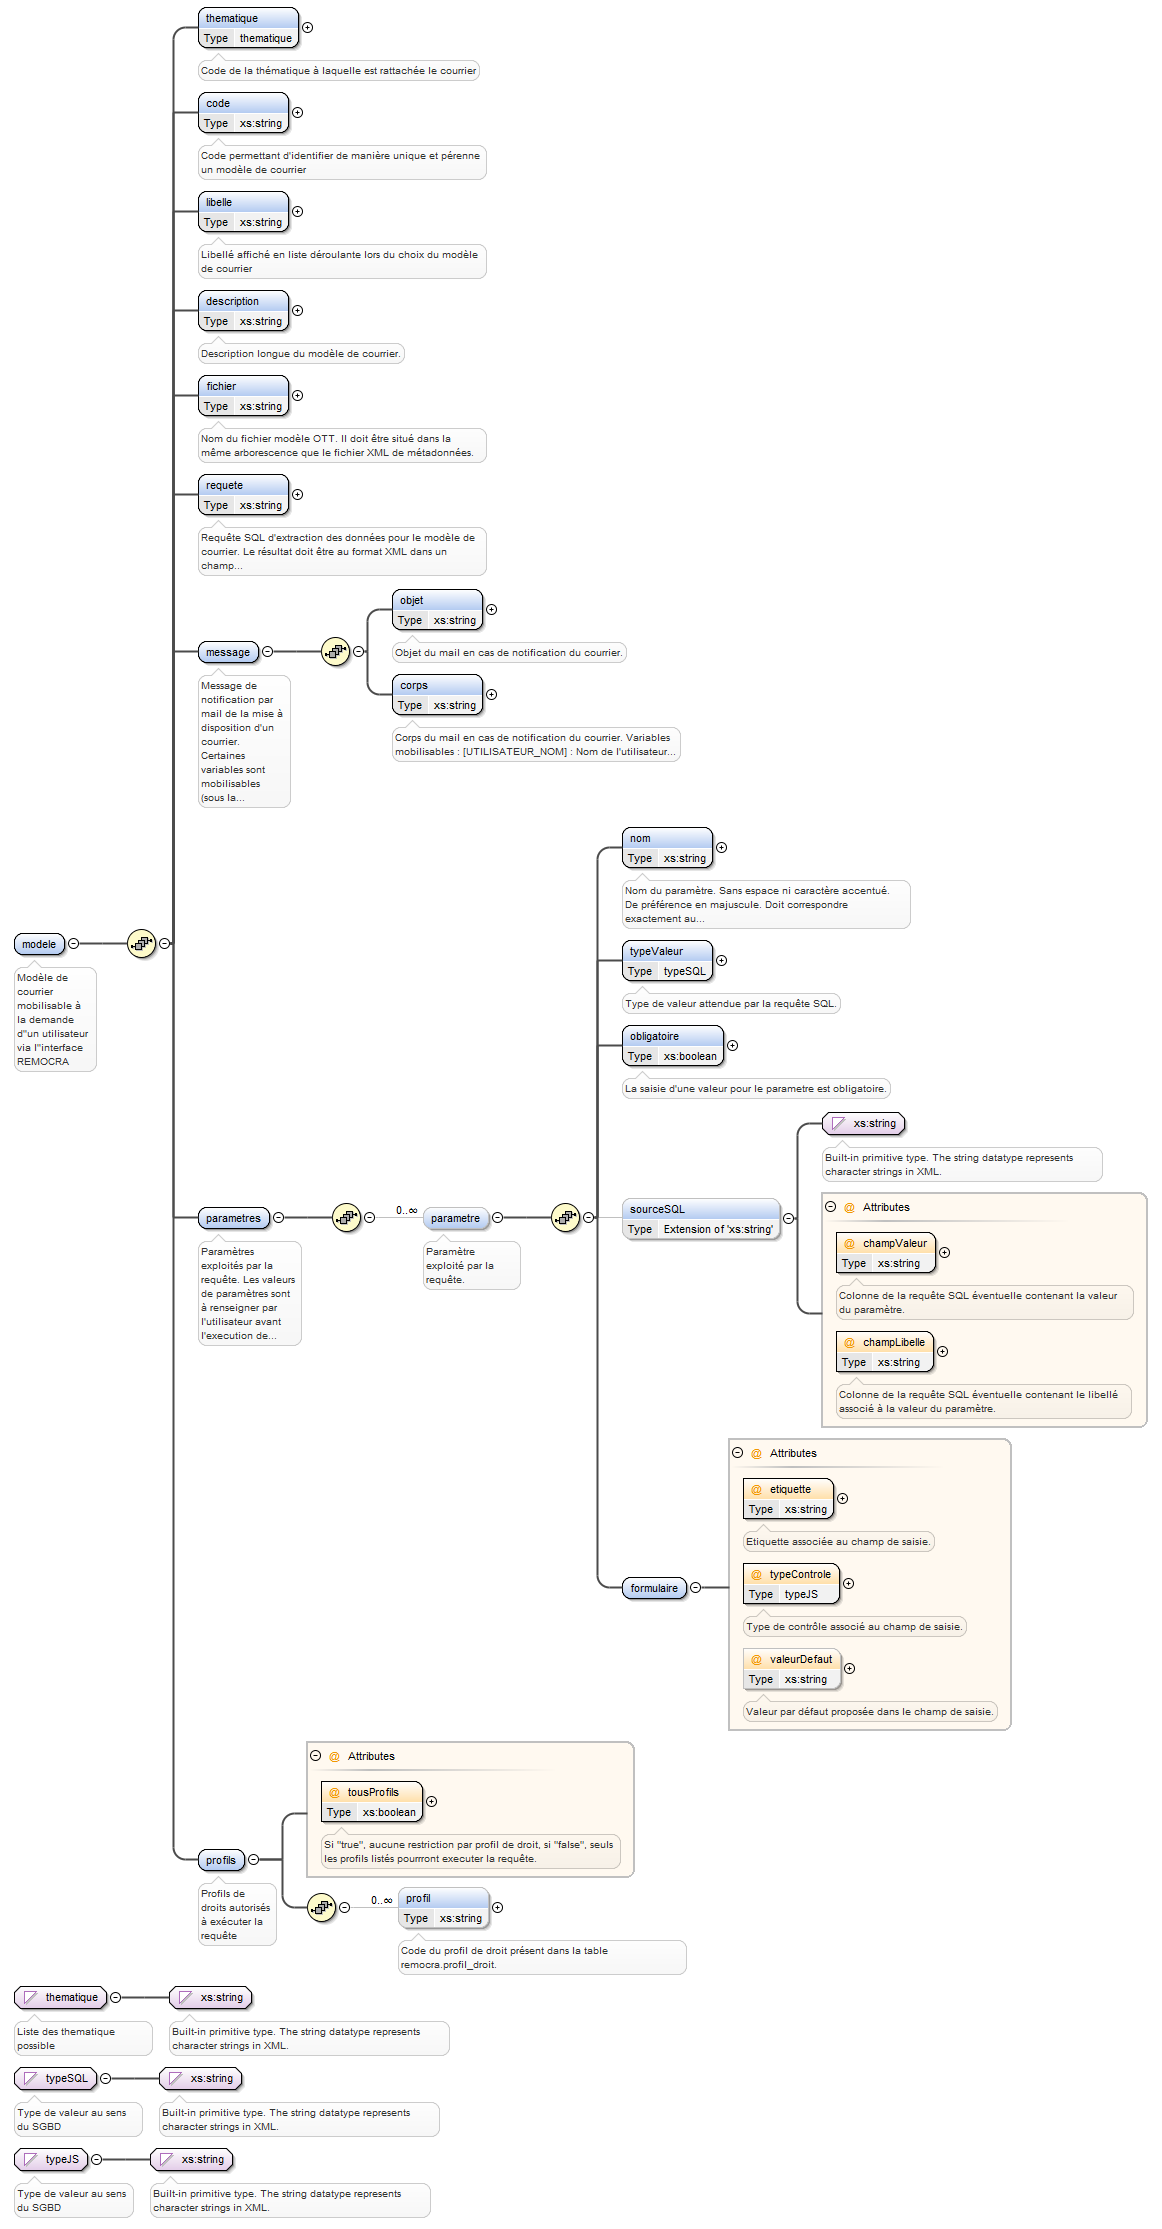 thematique
Type thematique
Code de la thématique à laquelle est rattachée le courrier
code
Type xs:string
Code permettant d'identifier de manière unique et pérenne
un modèle de courrier
libelle
Type xs:string
Libellé affiché en liste déroulante lors du choix du modèle
de courrier
description
Type xs:string
Description longue du modèle de courrier.
fichier
Type xs:string
Nom du fichier modèle OTT. Il doit être situé dans la
même arborescence que le fichier XML de métadonnées.
requete
Type xs:string
Requête SQL d'extraction des données pour le modèle de
courrier. Le résultat doit être au format XML dans un
champ...
message
Message de
notification par
mail de la mise à
disposition d'un
courrier.
Certaines
variables sont
mobilisables
(sous la...
objet
Type xs:string
Objet du mail en cas de notification du courrier.
corps
Type xs:string
Corps du mail en cas de notification du courrier. Variables
mobilisables : [UTILISATEUR_NOM] : Nom de l'utilisateur...
modele
Modèle de
courrier
mobilisable à
la demande
d''un utilisateur
via l''interface
REMOCRA
parametres
Paramètres
exploités par la
requête. Les valeurs
de paramètres sont
à renseigner par
l'utilisateur avant
l'execution de...
0..∞
parametre
Paramètre
exploité par la
requête.
nom
Type xs:string
Nom du paramètre. Sans espace ni caractère accentué.
De préférence en majuscule. Doit correspondre
exactement au...
typeValeur
Type typeSQL
Type de valeur attendue par la requête SQL.
obligatoire
Type xs:boolean
La saisie d'une valeur pour le parametre est obligatoire.
sourceSQL
Type Extension of 'xs:string'
xs:string
Built-in primitive type. The string datatype represents
character strings in XML.
@ Attributes
@ champValeur
Type xs:string
Colonne de la requête SQL éventuelle contenant la valeur
du paramètre.
@ champLibelle
Type xs:string
Colonne de la requête SQL éventuelle contenant le libellé
associé à la valeur du paramètre.
formulaire
@ Attributes
@ etiquette
Type xs:string
Etiquette associée au champ de saisie.
@ typeControle
Type typeJS
Type de contrôle associé au champ de saisie.
@ valeurDefaut
Type xs:string
Valeur par défaut proposée dans le champ de saisie.
profils
Profils de
droits autorisés
à exécuter la
requête
@ Attributes
@ tousProfils
Type xs:boolean
Si "true", aucune restriction par profil de droit, si "false", seuls
les profils listés pourrront executer la requête.
0..∞
profil
Type xs:string
Code du profil de droit présent dans la table
remocra.profil_droit.
thematique
xs:string
Liste des thematique
possible
Built-in primitive type. The string datatype represents
character strings in XML.
typeSQL
xs:string
Type de valeur au sens
du SGBD
Built-in primitive type. The string datatype represents
character strings in XML.
typeJS
xs:string
Type de valeur au sens
du SGBD
Built-in primitive type. The string datatype represents
character strings in XML.